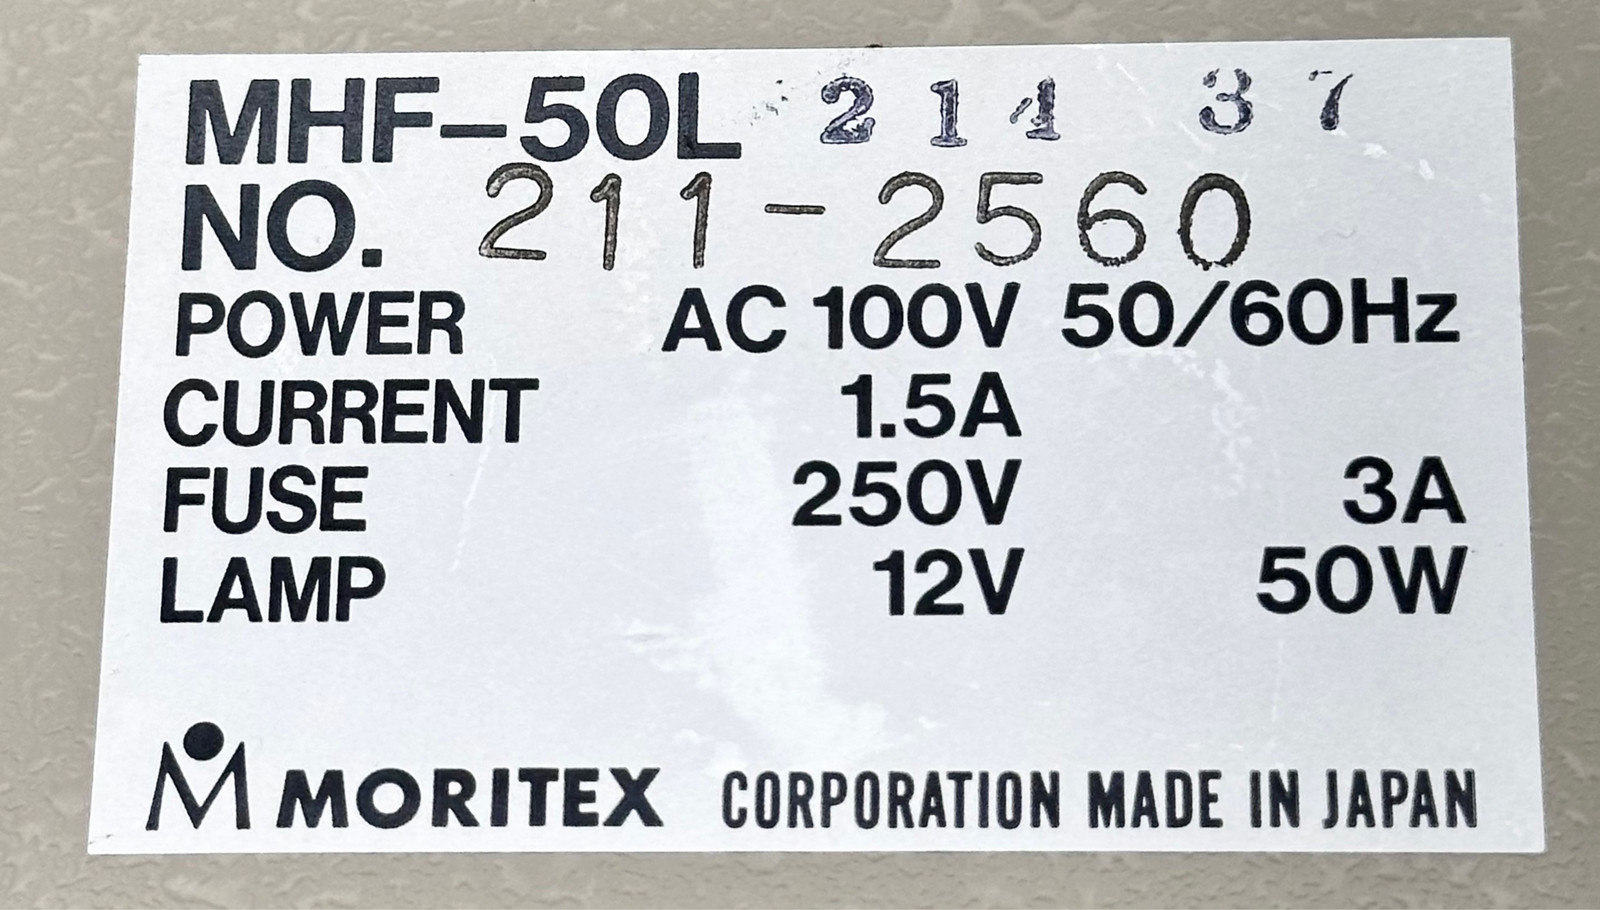 MHF-50L 214 37
NO. 211-2560
POWER AC 100V 50/60Hz
CURRENT 1.5A
FUSE 250V 3A
LAMP 12V 50W
MORITEX CORPORATION MADE IN JAPAN